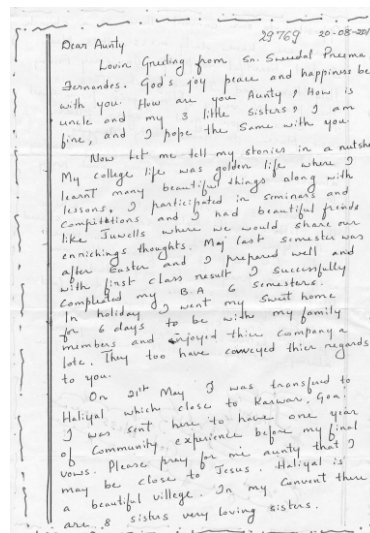 29769 20-08-201
Dear Aunty
Lovin Greeting from Sr. Sweedal Preema
Fernandes. God's joy peace and happiness be
with you. How are you Aunty, How is
uncle and my 3 little Sisters, I am
fine, and I hope the Same with you.
Now let me tell my stories in a nutshe
My college life was golden life where I
learnt many beautiful things along with
lessons. I participated in siminars and
Compititions and I had beautiful friends
like Juwells where we would share our
enrichings thoughts. My last semester was
after Easter and I prepared well and
with first class result I successfully
Completed my B.A 6 semesters.
In holiday I went my sweet home
for 6 days to be with my family
members and enjoyed thier Company a
lote. They too have conveyed thier regards
to you.
On 21st May I was transferd to
Haliyal which close to Karwar, Goa.
I was sent here to have one year
of Community experience before my final
vows. Please pray for me aunty that I
may be close to Jesus. Haliyal is
a beautiful villege. In my Convent there
are 8 sisters very loving sisters.